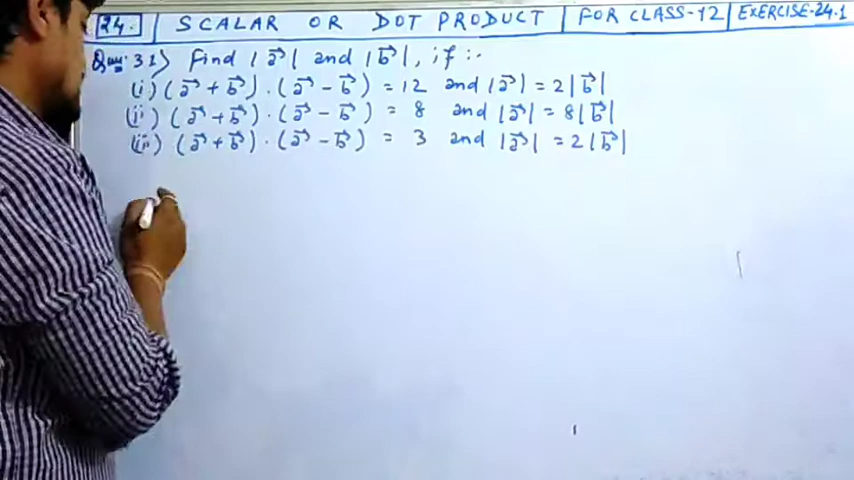 24. | SCALAR OR DOT PRODUCT | FOR CLASS-12 | EXERCISE-24.1
Ques: 31) Find |a⃗| and |b⃗|, if :-
(i) (a⃗ + b⃗) . (a⃗ - b⃗) = 12 and |a⃗| = 2|b⃗|
(ii) (a⃗ + b⃗) . (a⃗ - b⃗) = 8 and |a⃗| = 8|b⃗|
(iii) (a⃗ + b⃗) . (a⃗ - b⃗) = 3 and |a⃗| = 2|b⃗|